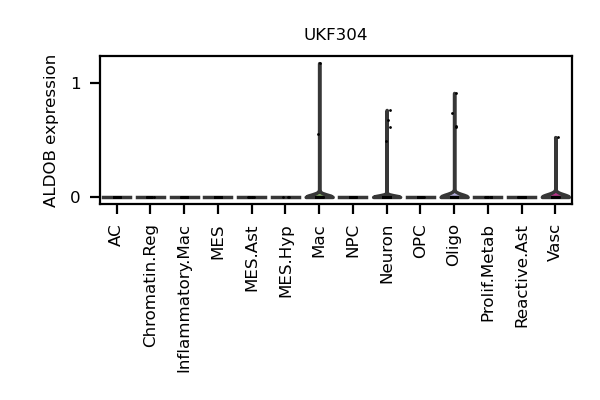 UKF304
ALDOB expression
1
0
AC
Chromatin.Reg
Inflammatory.Mac
MES
MES.Ast
MES.Hyp
Mac
NPC
Neuron
OPC
Oligo
Prolif.Metab
Reactive.Ast
Vasc